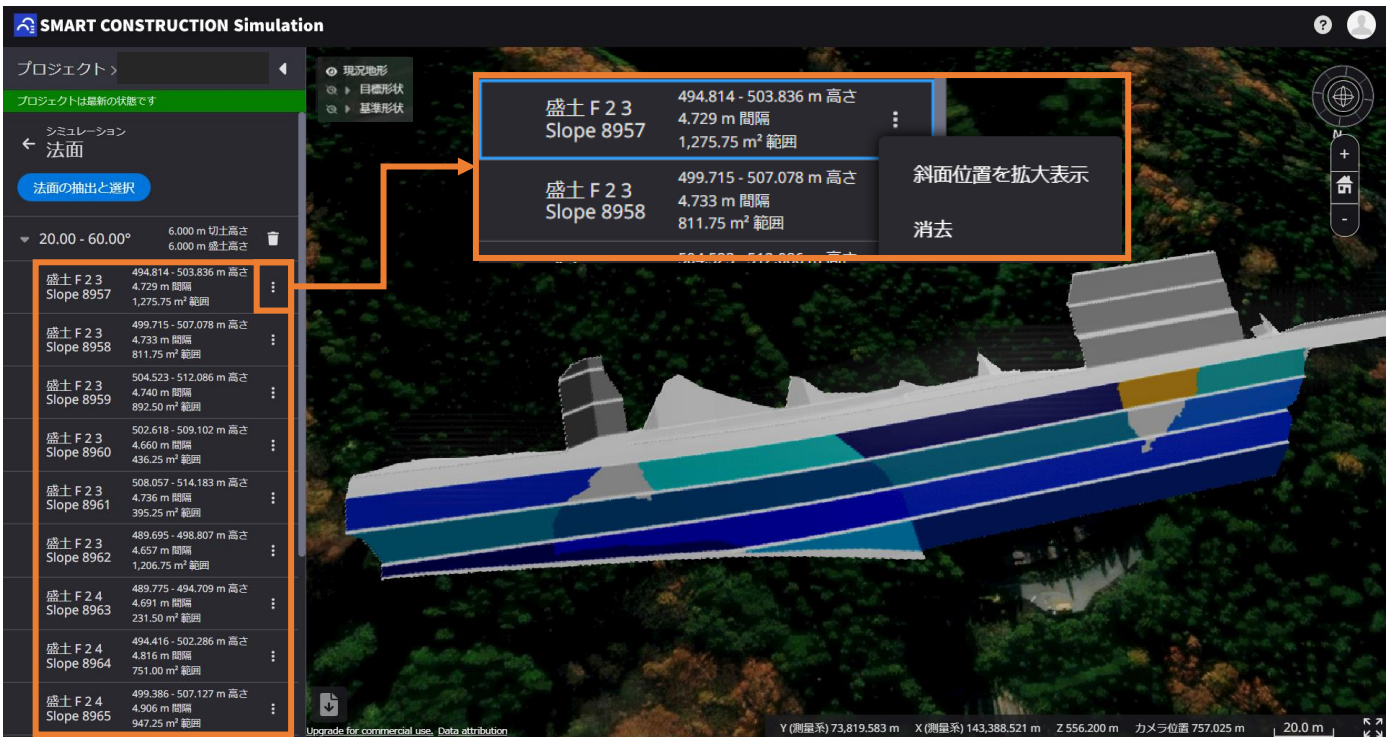 SMART CONSTRUCTION Simulation
?
プロジェクト >
プロジェクトは最新の状態です
シミュレーション
法面
法面の抽出と選択
20.00 - 60.00°
6.000 m 切土高さ
6.000 m 盛土高さ
盛土 F 2 3
Slope 8957
494.814 - 503.836 m 高さ
4.729 m 間隔
1,275.75 m² 範囲
盛土 F 2 3
Slope 8958
499.715 - 507.078 m 高さ
4.733 m 間隔
811.75 m² 範囲
盛土 F 2 3
Slope 8959
504.523 - 512.086 m 高さ
4.740 m 間隔
892.50 m² 範囲
盛土 F 2 3
Slope 8960
502.618 - 509.102 m 高さ
4.660 m 間隔
436.25 m² 範囲
盛土 F 2 3
Slope 8961
508.057 - 514.183 m 高さ
4.736 m 間隔
395.25 m² 範囲
盛土 F 2 3
Slope 8962
489.695 - 498.807 m 高さ
4.657 m 間隔
1,206.75 m² 範囲
盛土 F 2 4
Slope 8963
489.775 - 494.709 m 高さ
4.691 m 間隔
231.50 m² 範囲
盛土 F 2 4
Slope 8964
494.416 - 502.286 m 高さ
4.816 m 間隔
751.00 m² 範囲
盛土 F 2 4
Slope 8965
499.386 - 507.127 m 高さ
4.906 m 間隔
947.25 m² 範囲
現況地形
目標形状
基準形状
盛土 F 2 3
Slope 8957
494.814 - 503.836 m 高さ
4.729 m 間隔
1,275.75 m² 範囲
盛土 F 2 3
Slope 8958
499.715 - 507.078 m 高さ
4.733 m 間隔
811.75 m² 範囲
504.523 - 512.086 m 高さ
斜面位置を拡大表示
消去
N
+
-
Upgrade for commercial use. Data attribution
Y (測量系) 73,819.583 m X (測量系) 143,388.521 m Z 556.200 m カメラ位置 757.025 m 20.0 m